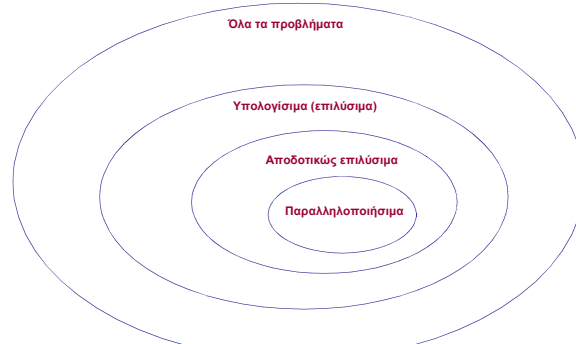 Όλα τα προβλήματα
Υπολογίσιμα (επιλύσιμα)
Αποδοτικώς επιλύσιμα
Παραλληλοποιήσιμα